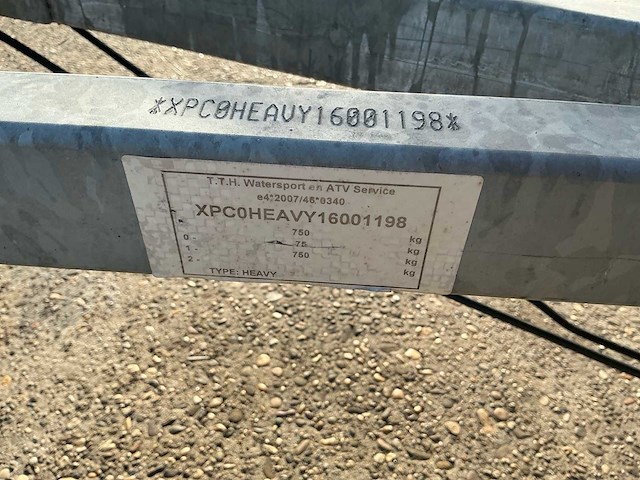 *XPC0HEAVY16001198*
T.T.H. Watersport en ATV Service
e4*2007/46*0340
XPC0HEAVY16001198
750 kg
0 - 75 kg
1 - 750 kg
2 - kg
TYPE: HEAVY